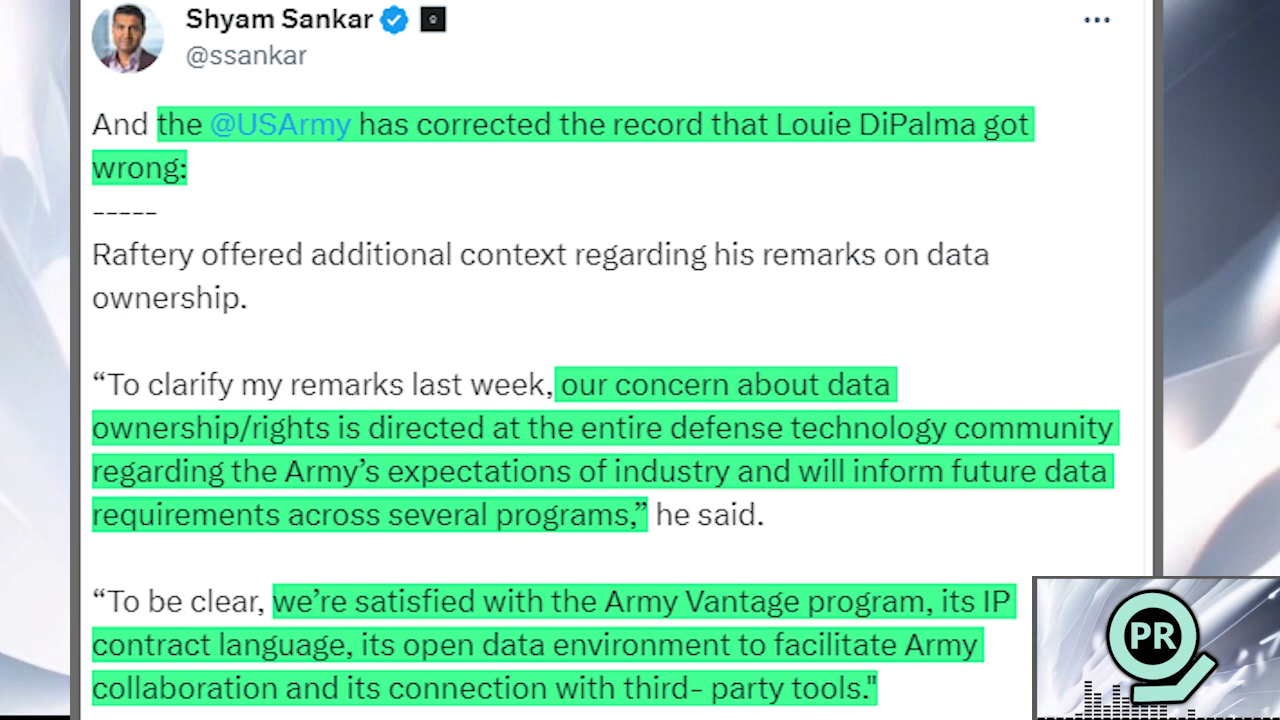 Shyam Sankar
@ssankar
And the @USArmy has corrected the record that Louie DiPalma got
wrong:
-----
Raftery offered additional context regarding his remarks on data
ownership.
“To clarify my remarks last week, our concern about data
ownership/rights is directed at the entire defense technology community
regarding the Army’s expectations of industry and will inform future data
requirements across several programs,” he said.
“To be clear, we’re satisfied with the Army Vantage program, its IP
contract language, its open data environment to facilitate Army
collaboration and its connection with third- party tools."
PR